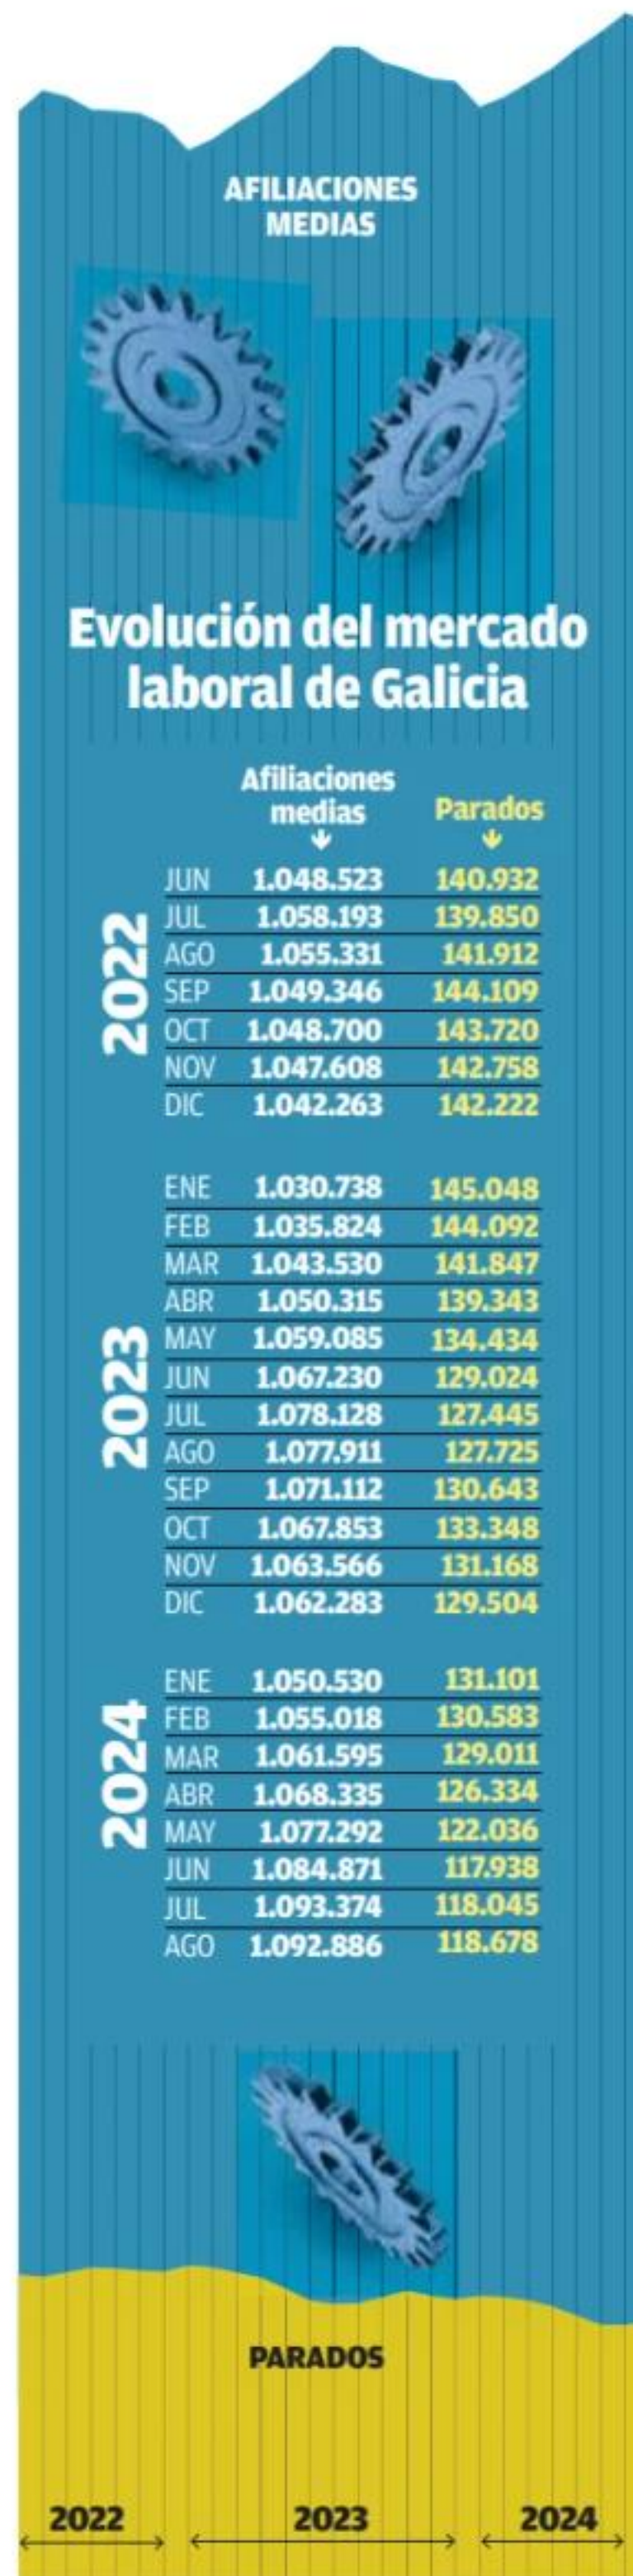 AFILIACIONES
MEDIAS
Evolución del mercado
laboral de Galicia
Afiliaciones
medias Parados
2022
JUN 1.048.523 140.932
JUL 1.058.193 139.850
AGO 1.055.331 141.912
SEP 1.049.346 144.109
OCT 1.048.700 143.720
NOV 1.047.608 142.758
DIC 1.042.263 142.222
2023
ENE 1.030.738 145.048
FEB 1.035.824 144.092
MAR 1.043.530 141.847
ABR 1.050.315 139.343
MAY 1.059.085 134.434
JUN 1.067.230 129.024
JUL 1.078.128 127.445
AGO 1.077.911 127.725
SEP 1.071.112 130.643
OCT 1.067.853 133.348
NOV 1.063.566 131.168
DIC 1.062.283 129.504
2024
ENE 1.050.530 131.101
FEB 1.055.018 130.583
MAR 1.061.595 129.011
ABR 1.068.335 126.334
MAY 1.077.292 122.036
JUN 1.084.871 117.938
JUL 1.093.374 118.045
AGO 1.092.886 118.678
PARADOS
2022 2023 2024